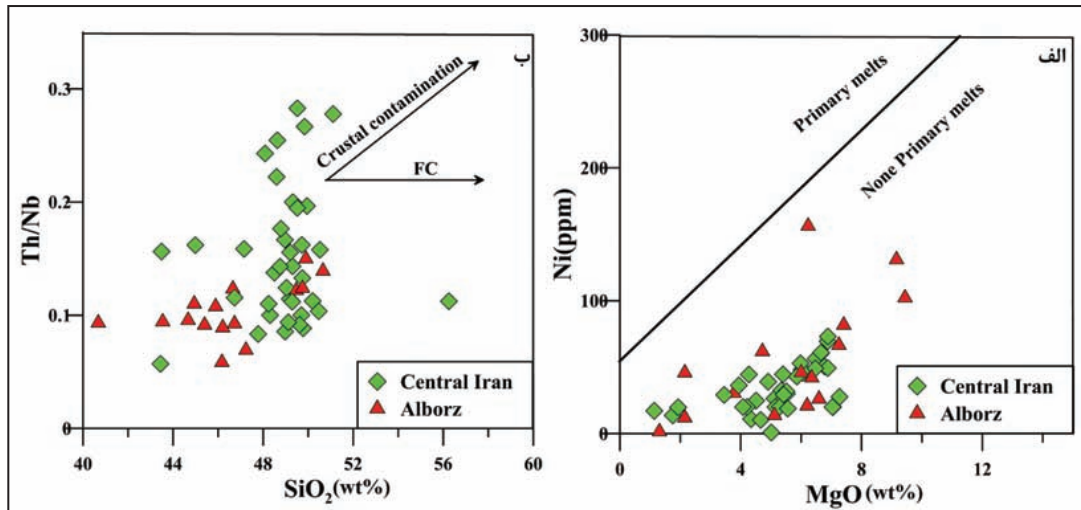 ب
0.3
0.2
0.1
0
Th/Nb
Crustal contamination
FC
Central Iran
Alborz
40 44 48 52 56 60
SiO2(wt%)
الف
300
200
100
0
Ni(ppm)
Primary melts
None Primary melts
Central Iran
Alborz
0 4 8 12
MgO (wt%)